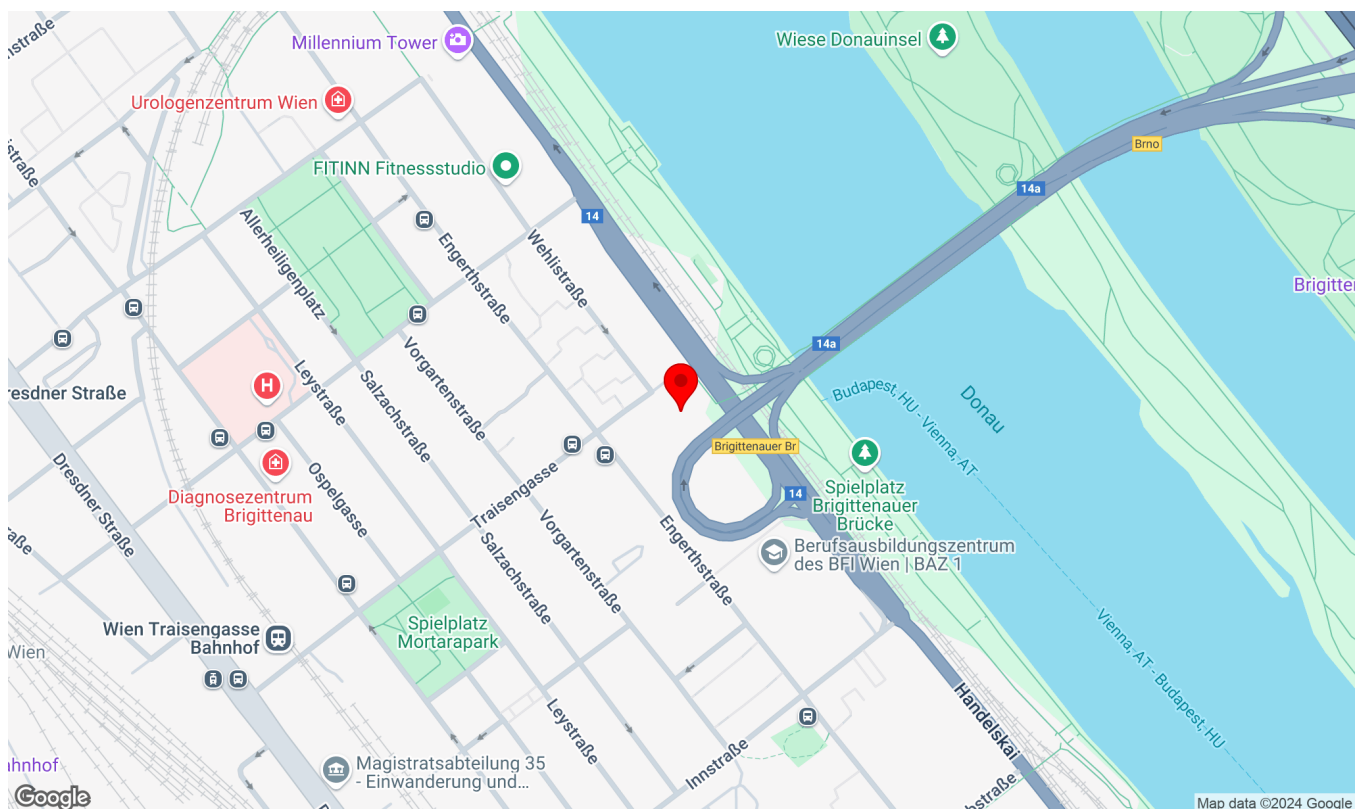 Millennium Tower
Wiese Donauinsel
Urologenzentrum Wien
Brno
FITINN Fitnessstudio
14a
14
Allerheiligenplatz
Engerthstraße
Wehlistraße
14a
Dresdner Straße
H
Leystraße
Salzachstraße
Vorgartenstraße
Budapest, HU - Vienna, AT
Donau
Brigittenauer Br
Dresdner Straße
Diagnosezentrum
Brigittenau
Ospelgasse
Traisengasse
14
Spielplatz
Brigittenauer
Brücke
Vorgartenstraße
Engerthstraße
Salzachstraße
Berufsausbildungszentrum
des BFI Wien | BAZ 1
Wien Traisengasse
Bahnhof
Spielplatz
Mortarapark
Wien
Vienna, AT - Budapest, HU
Leystraße
Handelskai
Innstraße
Magistratsabteilung 35
- Einwanderung und...
Google
Map data ©2024 Google